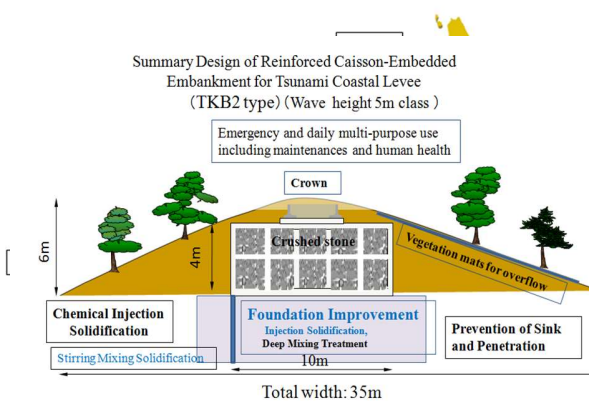 Summary Design of Reinforced Caisson-Embedded
Embankment for Tsunami Coastal Levee
(TKB2 type) (Wave height 5m class )
Emergency and daily multi-purpose use
including maintenances and human health
Crown
Crushed stone
6m
4m
Vegetation mats for overflow
Chemical Injection
Solidification
Stirring Mixing Solidification
Foundation Improvement
Injection Solidification,
Deep Mixing Treatment
10m
Prevention of Sink
and Penetration
Total width: 35m